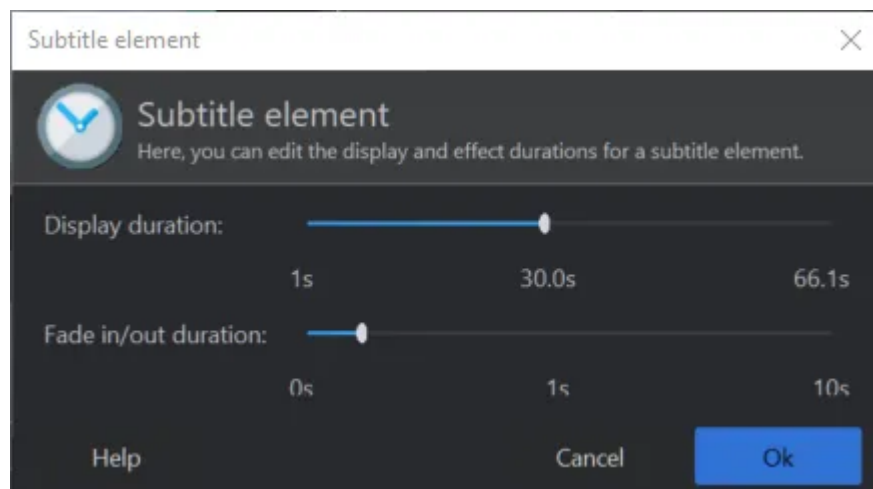 Subtitle element
Subtitle element
Here, you can edit the display and effect durations for a subtitle element.
Display duration:
1s 30.0s 66.1s
Fade in/out duration:
0s 1s 10s
Help Cancel Ok